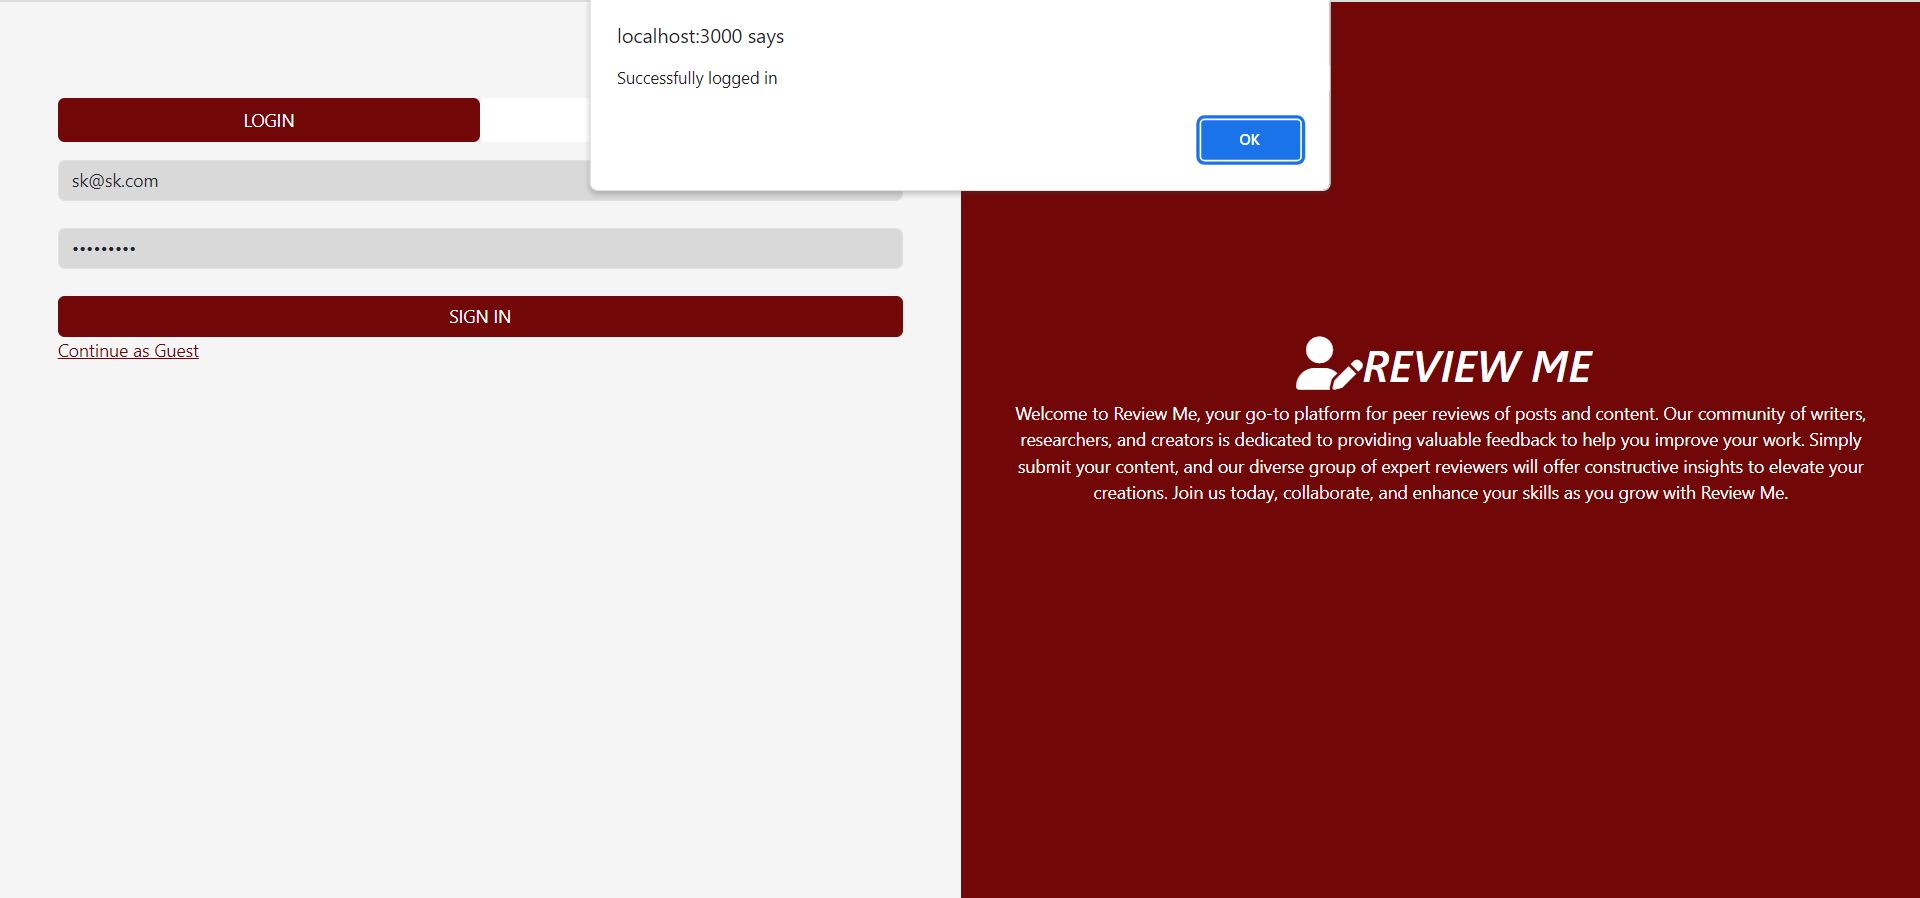 localhost:3000 says
Successfully logged in
OK
LOGIN
sk@sk.com
•••••••••
SIGN IN
Continue as Guest
REVIEW ME
Welcome to Review Me, your go-to platform for peer reviews of posts and content. Our community of writers,
researchers, and creators is dedicated to providing valuable feedback to help you improve your work. Simply
submit your content, and our diverse group of expert reviewers will offer constructive insights to elevate your
creations. Join us today, collaborate, and enhance your skills as you grow with Review Me.